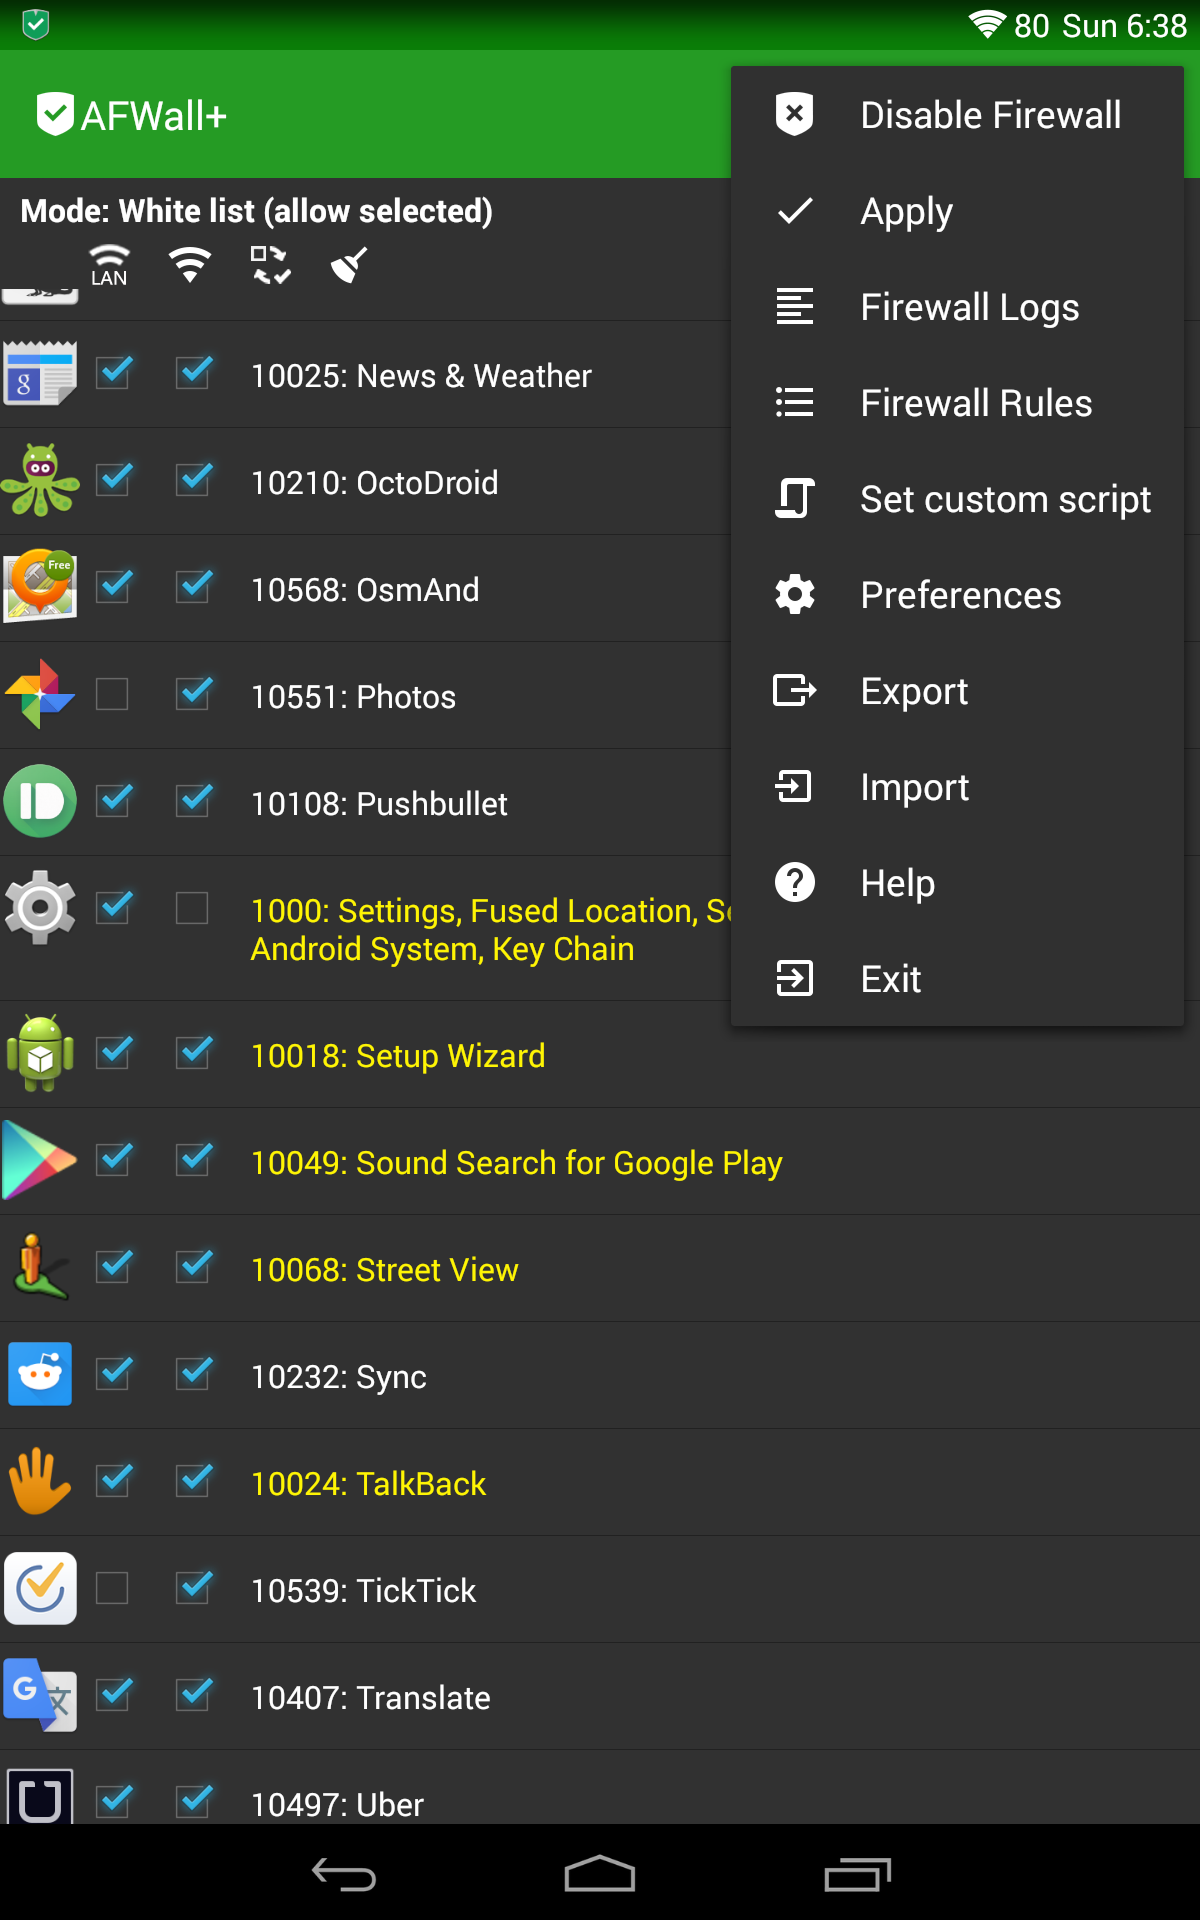 80 Sun 6:38
AFWall+
Mode: White list (allow selected)
LAN
10025: News & Weather
10210: OctoDroid
Free
10568: OsmAnd
10551: Photos
10108: Pushbullet
1000: Settings, Fused Location,
Android System, Key Chain
10018: Setup Wizard
10049: Sound Search for Google Play
10068: Street View
10232: Sync
10024: TalkBack
10539: TickTick
G 文
10407: Translate
10497: Uber
Disable Firewall
Apply
Firewall Logs
Firewall Rules
Set custom script
Preferences
Export
Import
Help
Exit